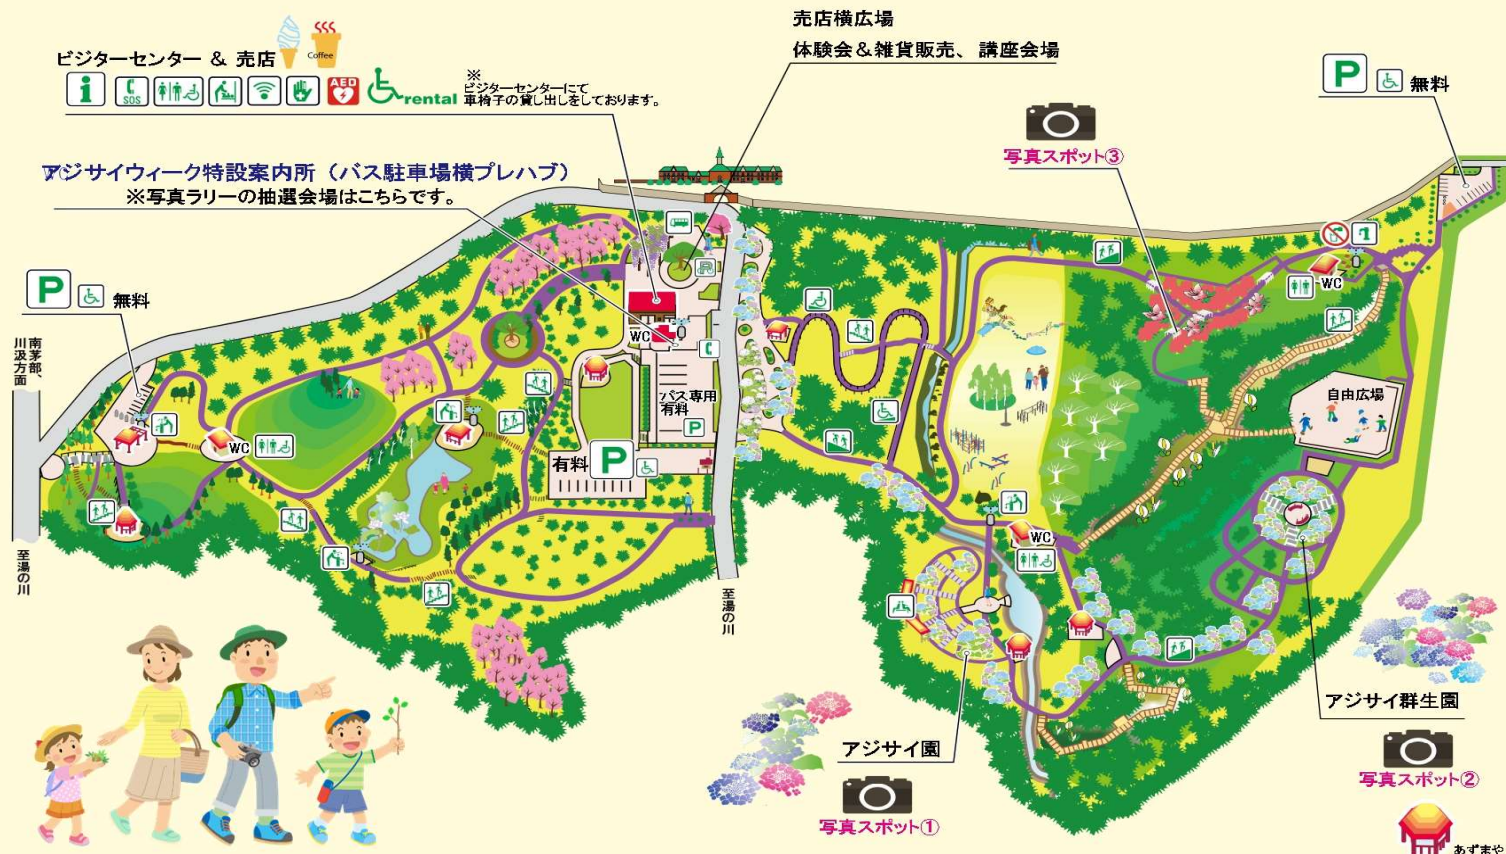 売店横広場
体験会&雑貨販売、講座会場
ビジターセンター & 売店
Coffee
i
SOS
AED
rental
※
ビジターセンターにて
車椅子の貸し出しをしております。
P
無料
写真スポット③
アジサイウィーク特設案内所(バス駐車場横プレハブ)
※写真ラリーの抽選会場はこちらです。
P
無料
WC
WC
南茅部、
川汲方面
バス専用
有料
P
自由広場
WC
有料
P
WC
至湯の川
至湯の川
アジサイ群生園
アジサイ園
写真スポット②
写真スポット①
あずまや